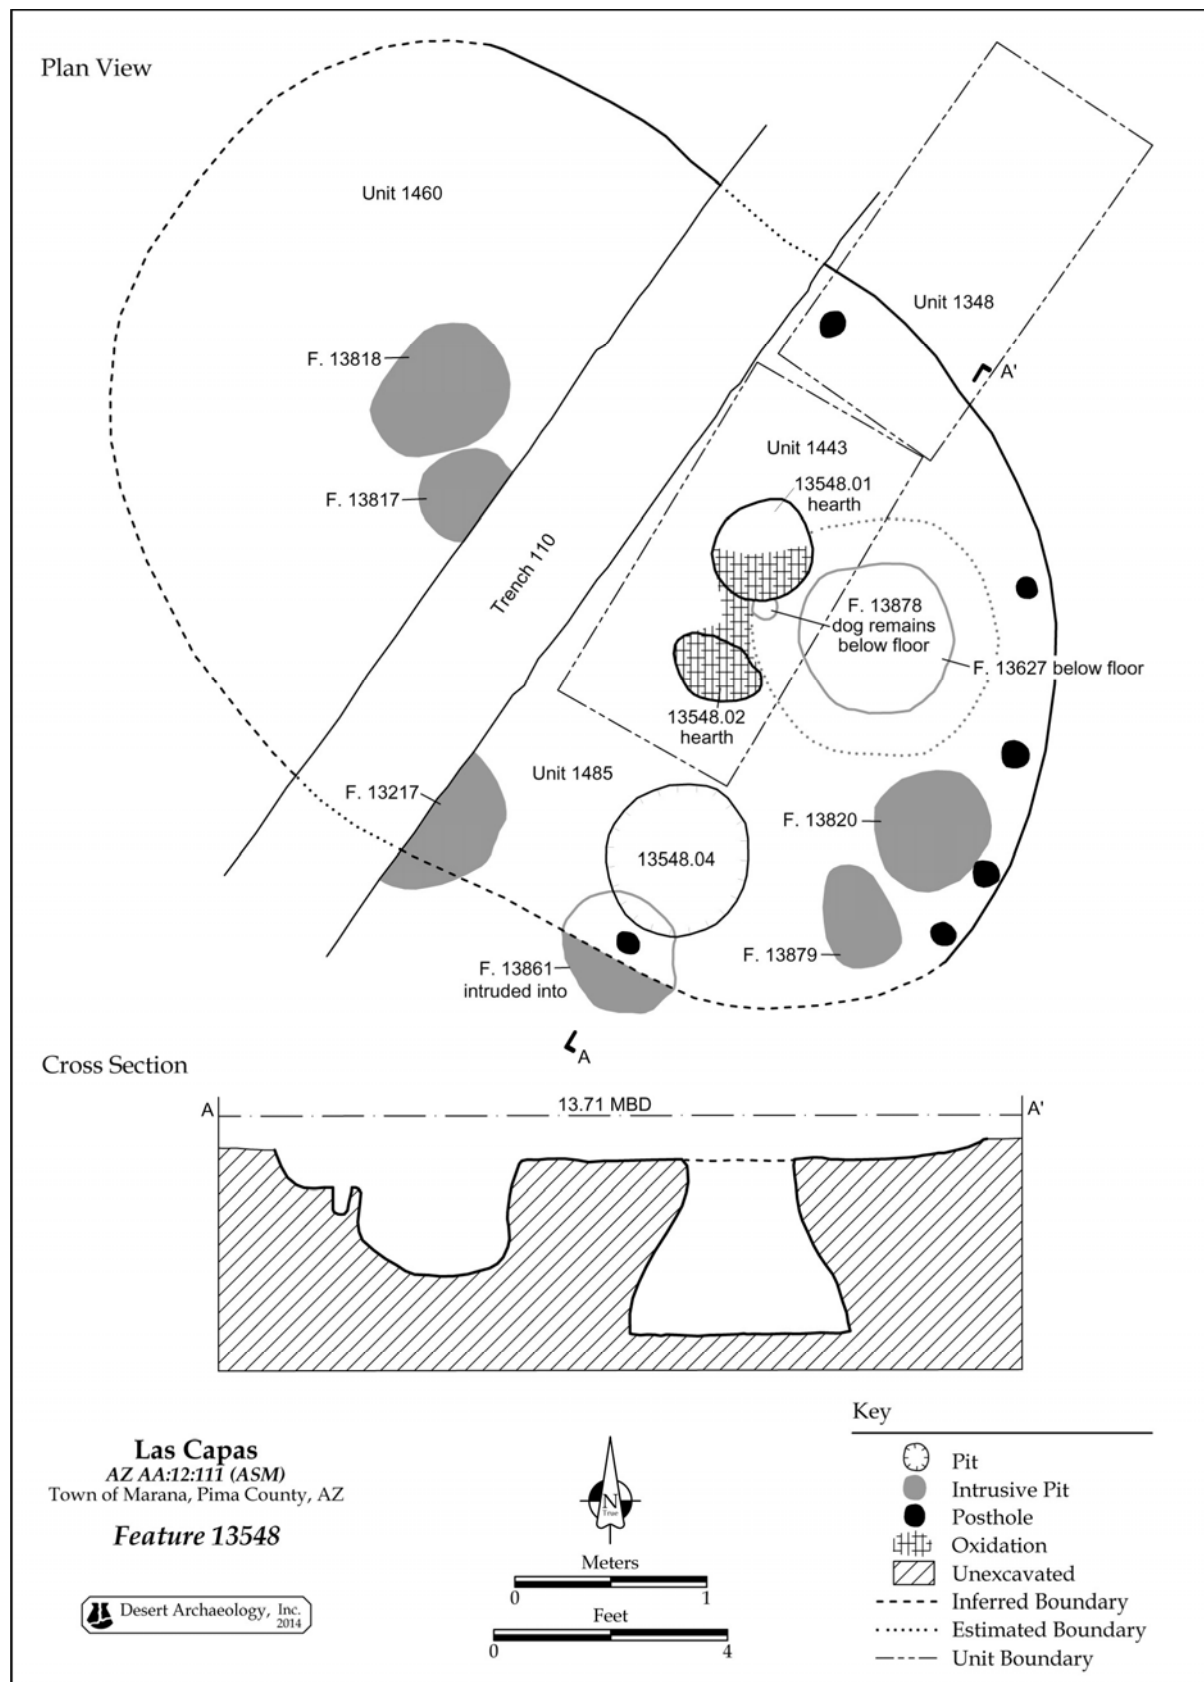 Plan View
Unit 1460
Unit 1348
F. 13818
A'
Unit 1443
13548.01
hearth
F. 13817
Trench 110
F. 13878
dog remains
below floor
F. 13627 below floor
13548.02
hearth
Unit 1485
F. 13217
F. 13820
13548.04
F. 13879
F. 13861
intruded into
A
Cross Section
A
13.71 MBD
A'
Las Capas
AZ AA:12:111 (ASM)
Town of Marana, Pima County, AZ
Feature 13548
Desert Archaeology, Inc.
2014
N
True
Meters
0 1
Feet
0 4
Key
Pit
Intrusive Pit
Posthole
Oxidation
Unexcavated
Inferred Boundary
Estimated Boundary
Unit Boundary